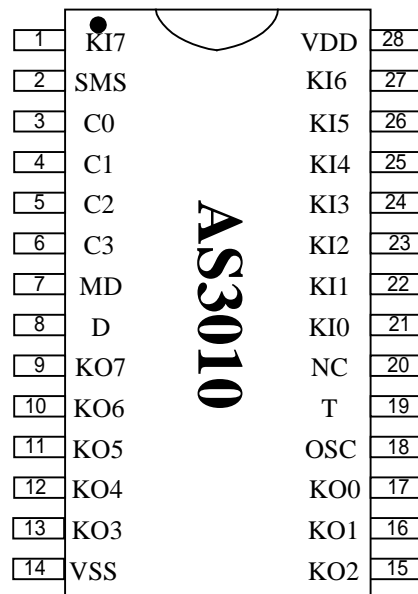 1 KI7 VDD 28
2 SMS KI6 27
3 C0 KI5 26
4 C1 KI4 25
5 C2 KI3 24
6 C3 KI2 23
7 MD KI1 22
8 D KI0 21
9 KO7 NC 20
10 KO6 T 19
11 KO5 OSC 18
12 KO4 KO0 17
13 KO3 KO1 16
14 VSS KO2 15
AS3010